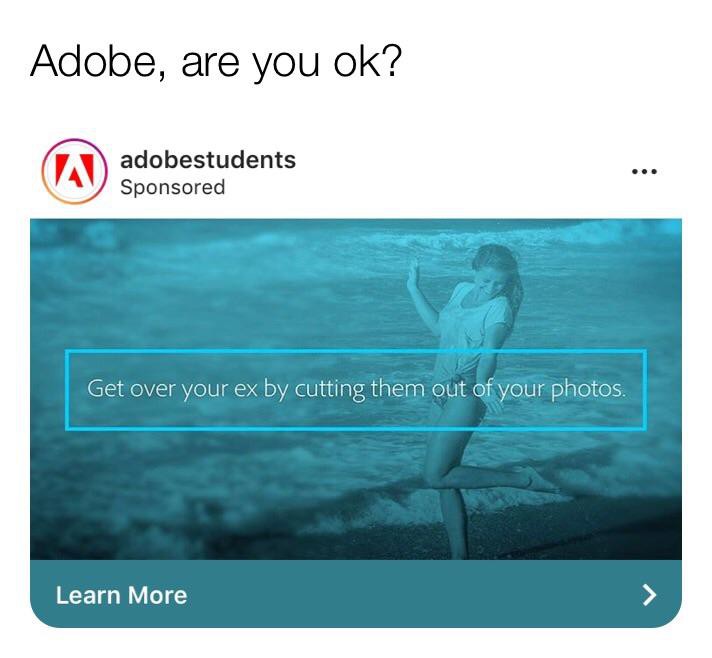 Adobe, are you ok?
adobestudents
Sponsored
Get over your ex by cutting them out of your photos.
Learn More